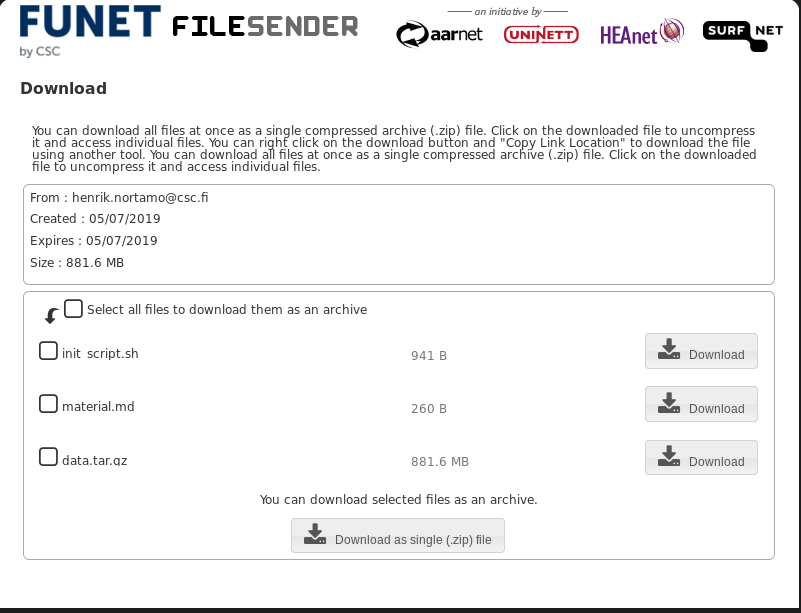 FUNET FILESENDER
by CSC
an initiative by
aarnet UNINETT HEAnet SURF NET
Download
You can download all files at once as a single compressed archive (.zip) file. Click on the downloaded file to uncompress
it and access individual files. You can right click on the download button and "Copy Link Location" to download the file
using another tool. You can download all files at once as a single compressed archive (.zip) file. Click on the downloaded
file to uncompress it and access individual files.
From : henrik.nortamo@csc.fi
Created : 05/07/2019
Expires : 05/07/2019
Size : 881.6 MB
Select all files to download them as an archive
init_script.sh 941 B Download
material.md 260 B Download
data.tar.gz 881.6 MB Download
You can download selected files as an archive.
Download as single (.zip) file